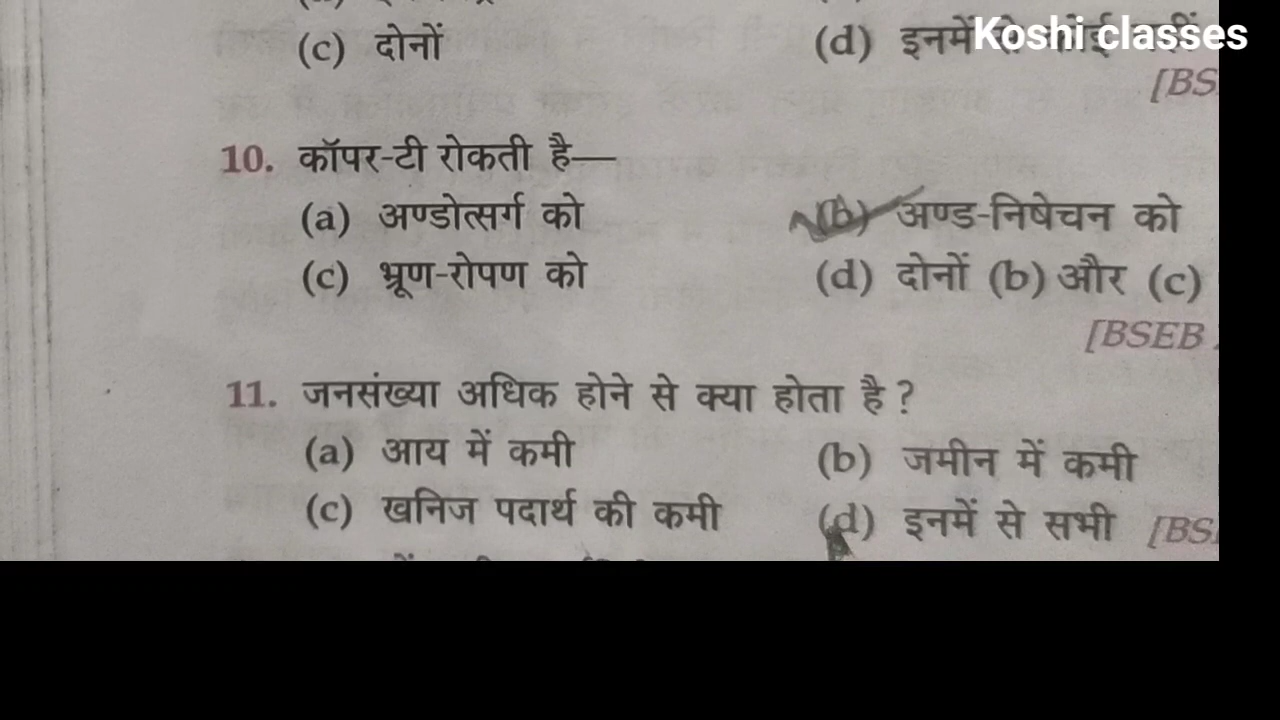 Koshi classes
(c) दोनों (d) इनमें
[BS
10. कॉपर-टी रोकती है—
(a) अण्डोत्सर्ग को (b) अण्ड-निषेचन को
(c) भ्रूण-रोपण को (d) दोनों (b) और (c)
[BSEB
11. जनसंख्या अधिक होने से क्या होता है ?
(a) आय में कमी (b) जमीन में कमी
(c) खनिज पदार्थ की कमी (d) इनमें से सभी [BS